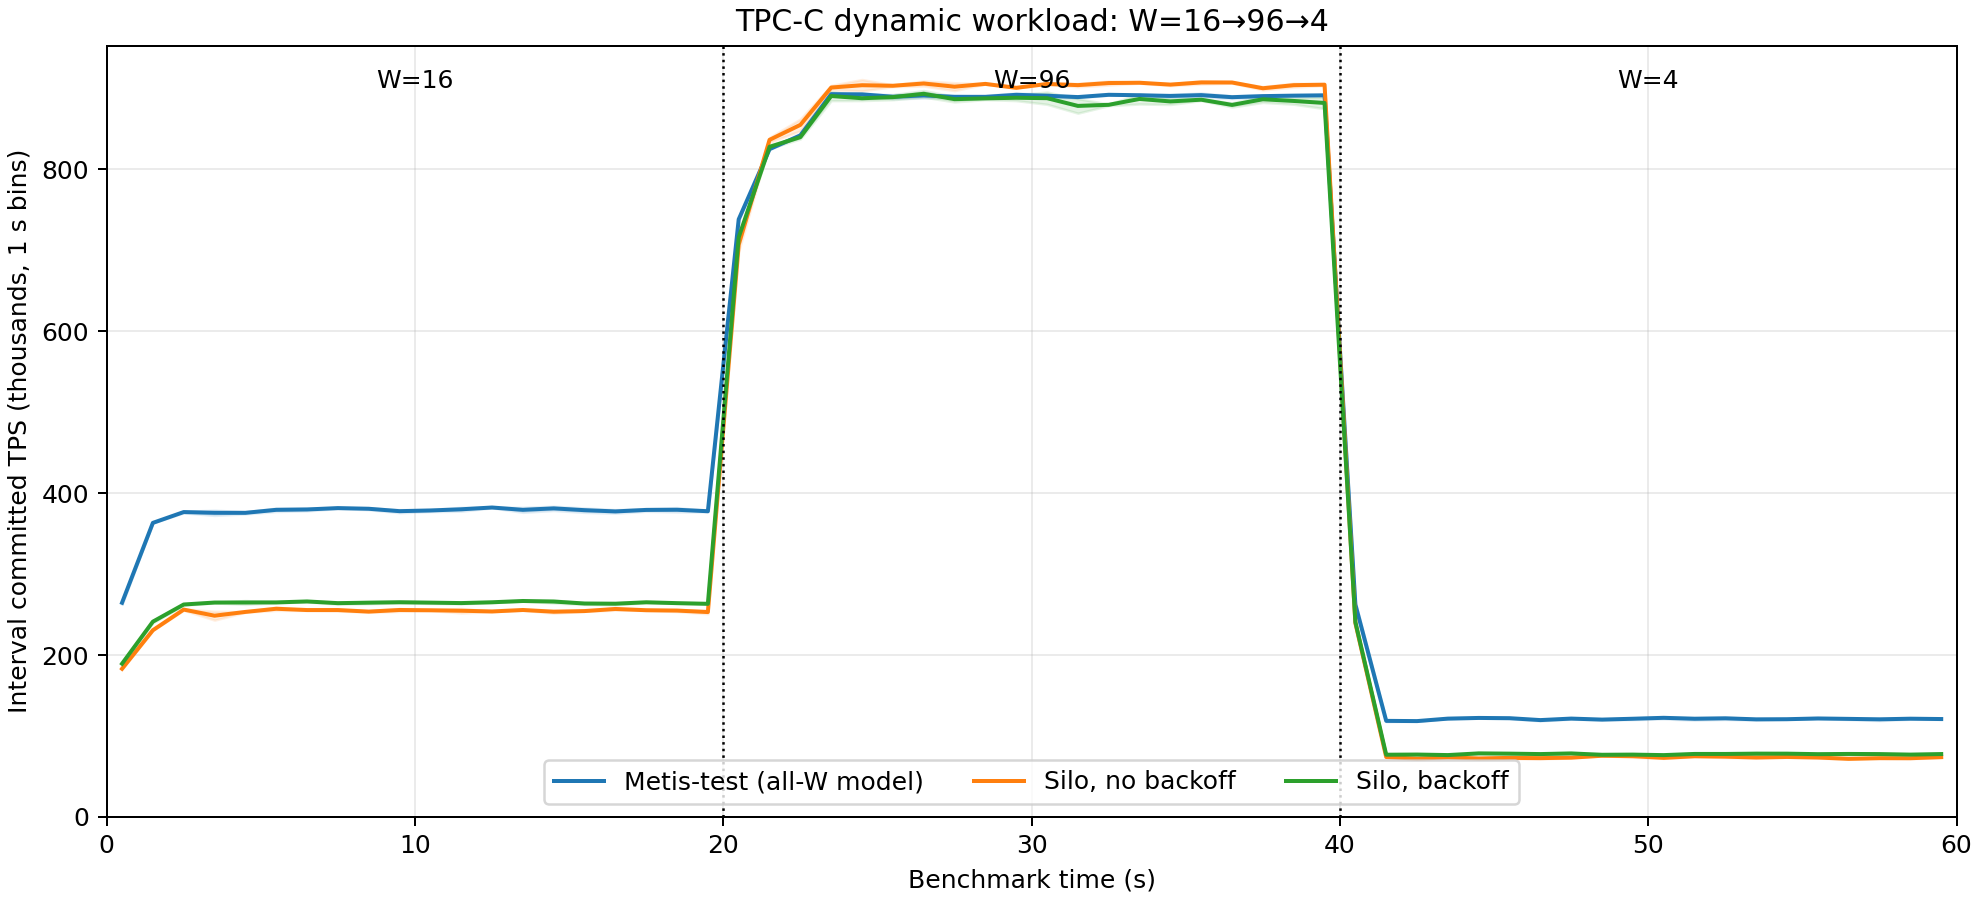 TPC-C dynamic workload: W=16→96→4
W=16
W=96
W=4
Interval committed TPS (thousands, 1 s bins)
800
600
400
200
0
Metis-test (all-W model)
Silo, no backoff
Silo, backoff
0
10
20
30
40
50
60
Benchmark time (s)